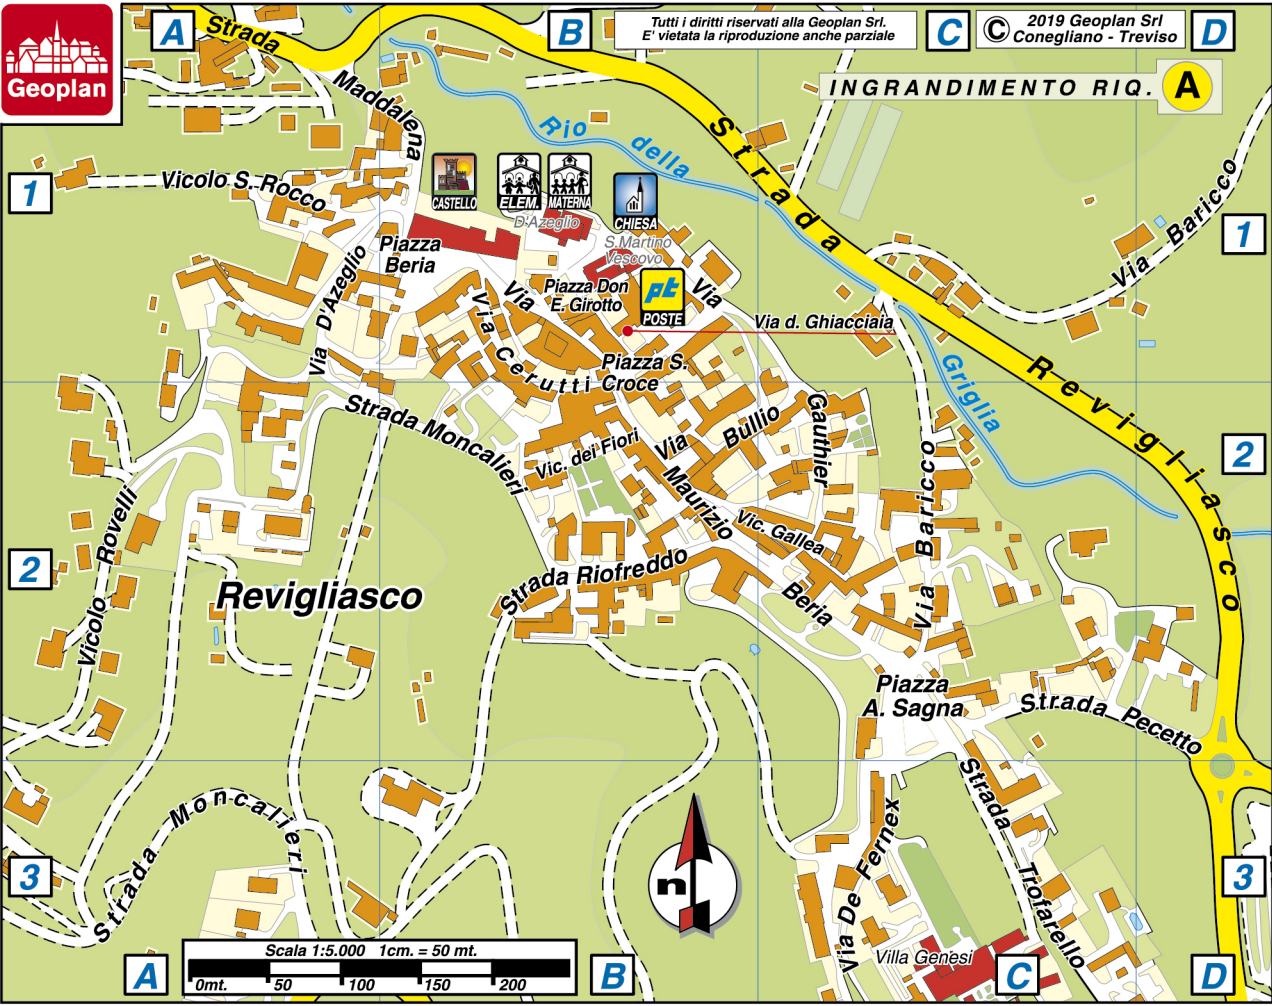 Geoplan
A
B
Tutti i diritti riservati alla Geoplan Srl.
E' vietata la riproduzione anche parziale
C
© 2019 Geoplan Srl
Conegliano - Treviso
D
INGRANDIMENTO RIQ. A
Strada
Maddalena
Rio della
Griglia
Strada Revigliasco
1
Vicolo S. Rocco
CASTELLO
ELEM.
MATERNA
D'Azeglio
CHIESA
S.Martino
Vescovo
Piazza
Beria
Piazza Don
E. Girotto
pt
POSTE
Via
Via
Via d. Ghiacciaia
Via Baricco
1
Via D'Azeglio
Via Cerutti
Piazza S.
Croce
Strada Moncalieri
Vic. dei Fiori
Via
Bullio
Gauthier
Maurizio
Vic. Gallea
Via Baricco
2
Vicolo Rovelli
2
Revigliasco
Strada Riofreddo
Beria
Piazza
A. Sagna
Strada Pecetto
Strada Moncalieri
Strada Trofarello
Via De Fernex
Villa Genesi
n
3
3
A
Scala 1:5.000 1cm. = 50 mt.
0mt. 50 100 150 200
B
C
D